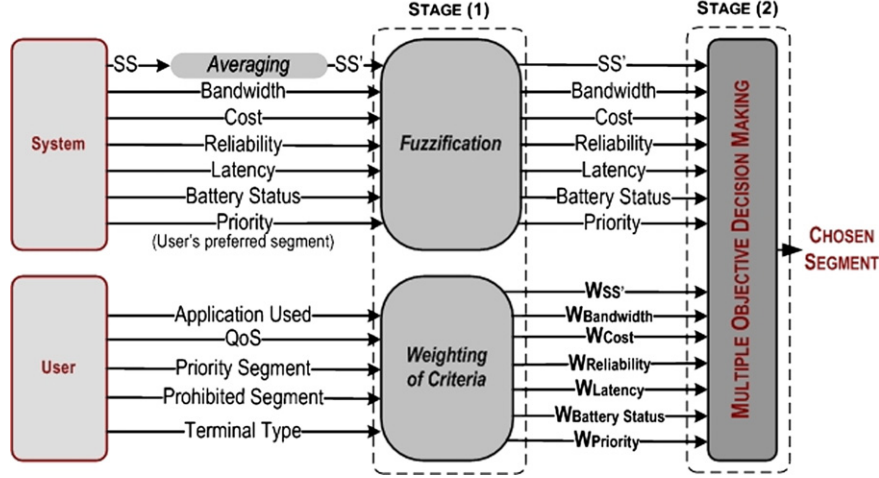 STAGE (1)
STAGE (2)
System
SS
Averaging
SS'
Bandwidth
Cost
Reliability
Latency
Battery Status
Priority
(User's preferred segment)
Fuzzification
SS'
Bandwidth
Cost
Reliability
Latency
Battery Status
Priority
User
Application Used
QoS
Priority Segment
Prohibited Segment
Terminal Type
Weighting
of Criteria
WSS'
WBandwidth
WCost
WReliability
WLatency
WBattery Status
WPriority
MULTIPLE OBJECTIVE DECISION MAKING
CHOSEN
SEGMENT